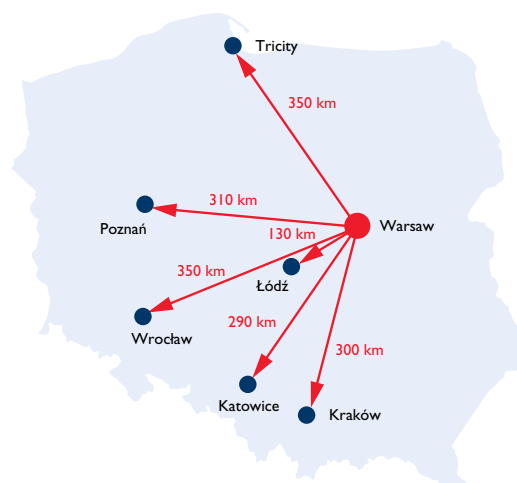 Tricity
350 km
310 km
Poznań
Warsaw
130 km
350 km
Łódź
Wrocław
290 km
300 km
Katowice
Kraków